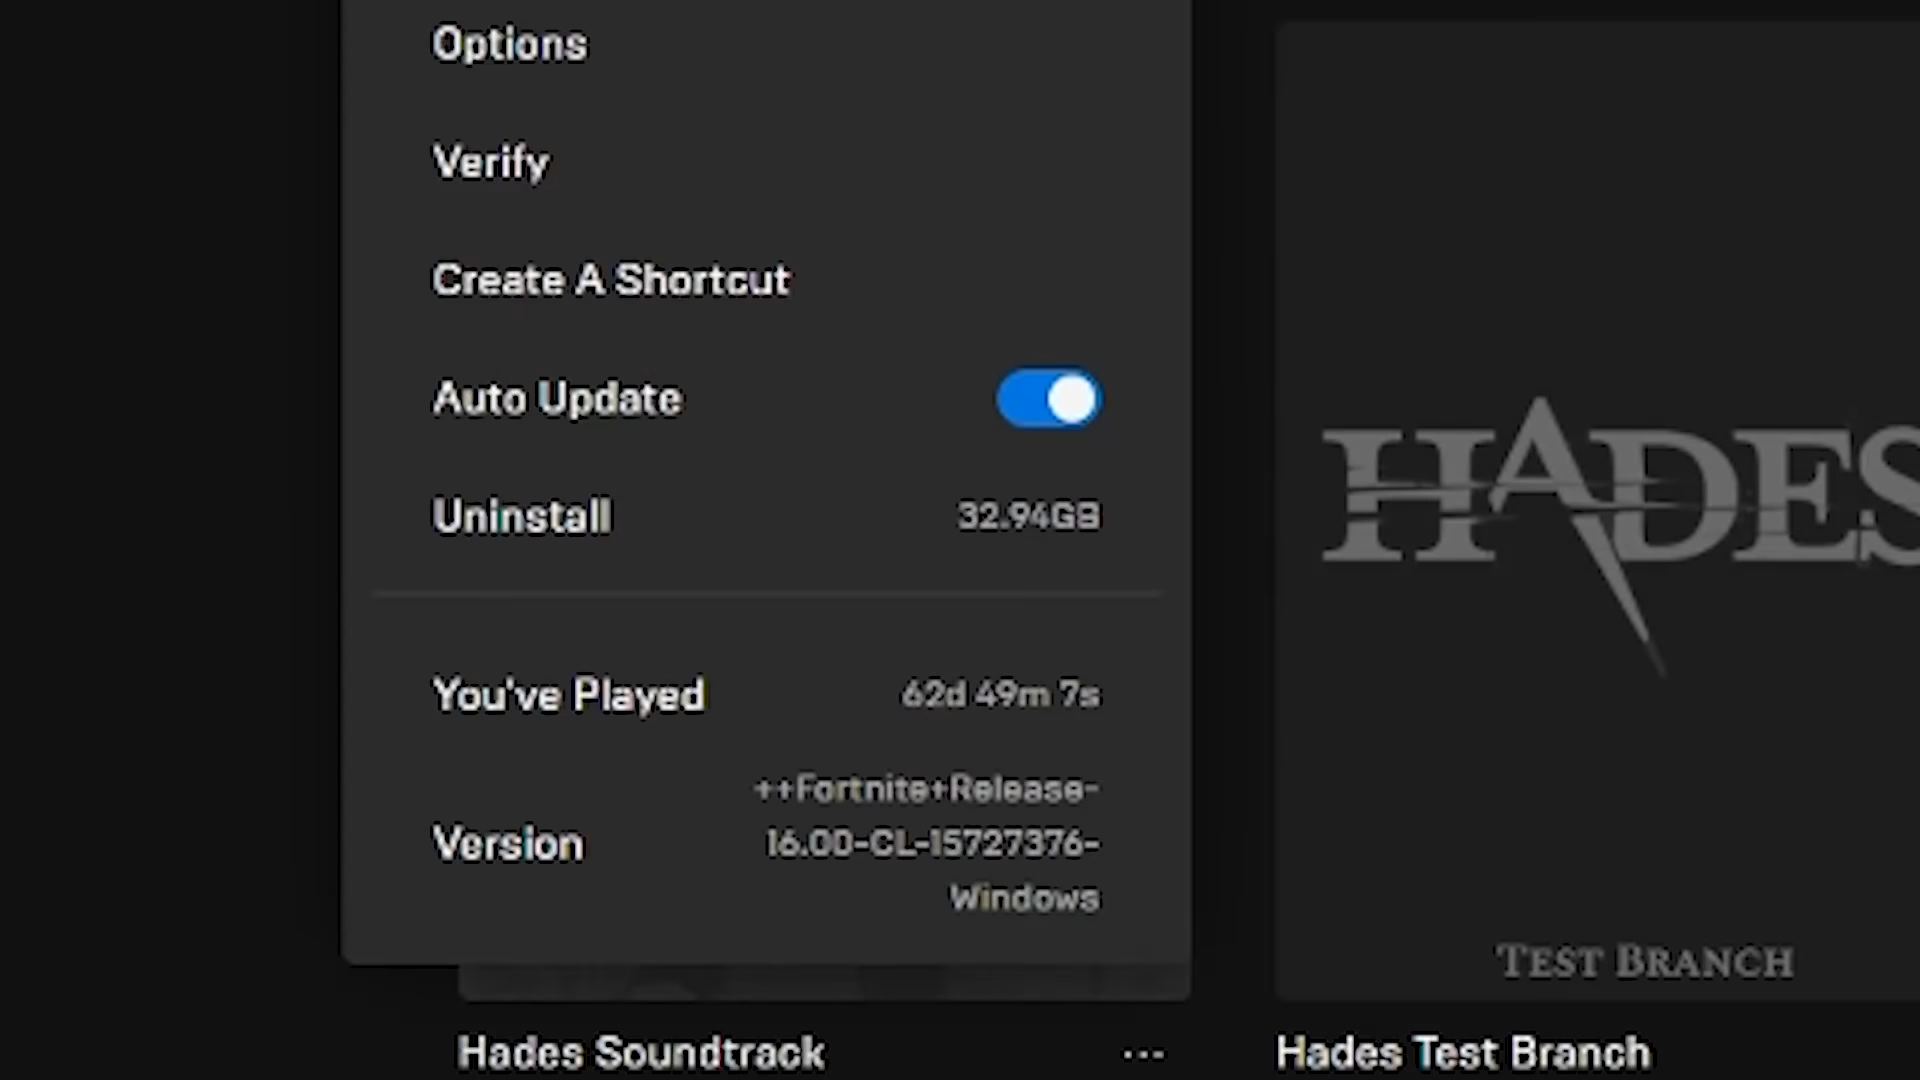 Options
Verify
Create A Shortcut
Auto Update
Uninstall 32.94GB
You've Played 62d 49m 7s
Version ++Fortnite+Release-
16.00-CL-15727376-
Windows
HADES
TEST BRANCH
Hades Soundtrack ...
Hades Test Branch